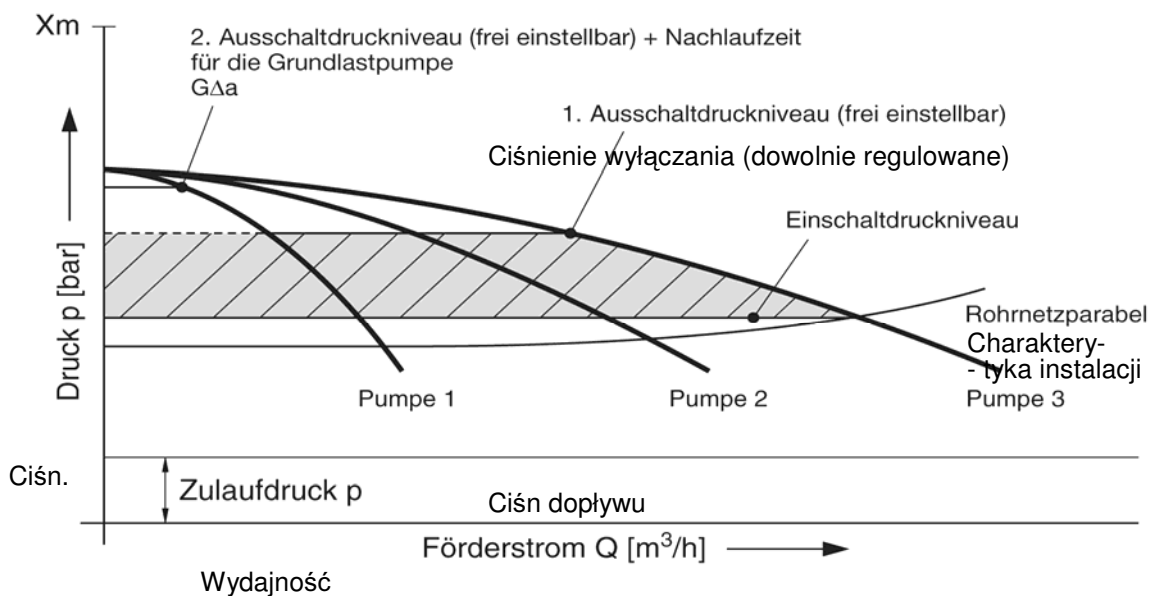 Xm
2. Ausschaltdruckniveau (frei einstellbar) + Nachlaufzeit
für die Grundlastpumpe
GΔa
1. Ausschaltdruckniveau (frei einstellbar)
Ciśnienie wyłączania (dowolnie regulowane)
Einschaltdruckniveau
Druck p [bar]
Rohrnetzparabel
Charaktery-
- tyka instalacji
Pumpe 1
Pumpe 2
Pumpe 3
Ciśn.
Zulaufdruck p
Ciśn dopływu
Förderstrom Q [m³/h]
Wydajność